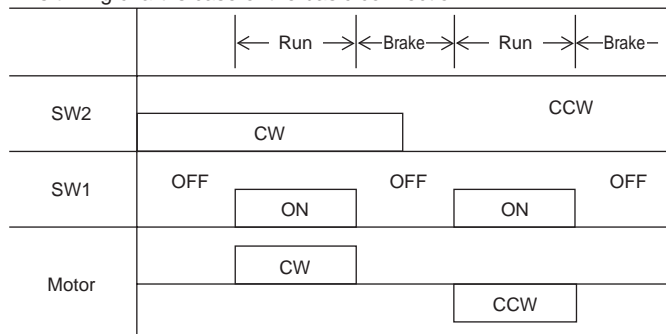 Run Brake Run Brake
SW2 CW CCW
SW1 OFF ON OFF ON OFF
Motor CW CCW